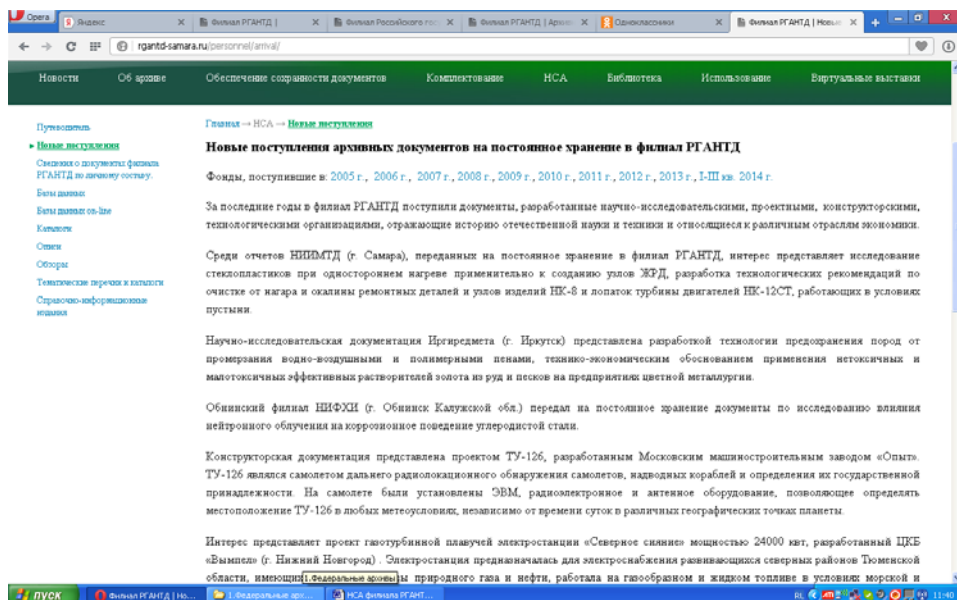 Opera
Яндекс
Филиал РГАНТД |
Филиал Российского гос
Филиал РГАНТД | Архив
Одноклассники
Филиал РГАНТД | Новые
rgantd-samara.ru/personnel/arrival/
Новости Об архиве Обеспечение сохранности документов Комплектование НСА Библиотека Использование Виртуальные выставки
Путеводитель
Новые поступления
Сведения о документах филиала
РГАНТД по личному составу.
Базы данных
Базы данных on-line
Каталоги
Описи
Обзоры
Тематические перечни и каталоги
Справочно-информационные
издания
Главная → НСА → Новые поступления
Новые поступления архивных документов на постоянное хранение в филиал РГАНТД
Фонды, поступившие в: 2005 г., 2006 г., 2007 г., 2008 г., 2009 г., 2010 г., 2011 г., 2012 г., 2013 г., I-III кв. 2014 г.
За последние годы в филиал РГАНТД поступили документы, разработанные научно-исследовательскими, проектными, конструкторскими,
технологическими организациями, отражающие историю отечественной науки и техники и относящиеся к различным отраслям экономики.
Среди отчетов НИИМТД (г. Самара), переданных на постоянное хранение в филиал РГАНТД, интерес представляет исследование
стеклопластиков при одностороннем нагреве применительно к созданию узлов ЖРД, разработка технологических рекомендаций по
очистке от нагара и окалины ремонтных деталей и узлов изделий НК-8 и лопаток турбины двигателей НК-12СТ, работающих в условиях
пустыни.
Научно-исследовательская документация Иргиредмета (г. Иркутск) представлена разработкой технологии предохранения пород от
промерзания водно-воздушными и полимерными пенами, технико-экономическим обоснованием применения нетоксичных и
малотоксичных эффективных растворителей золота из руд и песков на предприятиях цветной металлургии.
Обнинский филиал НИФХИ (г. Обнинск Калужской обл.) передал на постоянное хранение документы по исследованию влияния
нейтронного облучения на коррозионное поведение углеродистой стали.
Конструкторская документация представлена проектом ТУ-126, разработанным Московским машиностроительным заводом «Опыт».
ТУ-126 являлся самолетом дальнего радиолокационного обнаружения самолетов, надводных кораблей и определения их государственной
принадлежности. На самолете были установлены ЭВМ, радиоэлектронное и антенное оборудование, позволяющее определять
местоположение ТУ-126 в любых метеоусловиях, независимо от времени суток в различных географических точках планеты.
Интерес представляет проект газотурбинной плавучей электростанции «Северное сияние» мощностью 24000 квт, разработанный ЦКБ
«Вымпел» (г. Нижний Новгород) . Электростанция предназначалась для электроснабжения развивающихся северных районов Тюменской
области, имеющих 1.Федеральные архивы ы природного газа и нефти, работала на газообразном и жидком топливе в условиях морской и
пуск
Филиал РГАНТД | Но...
1.Федеральные арх...
НСА филиала РГАНТ...
RL
11:40